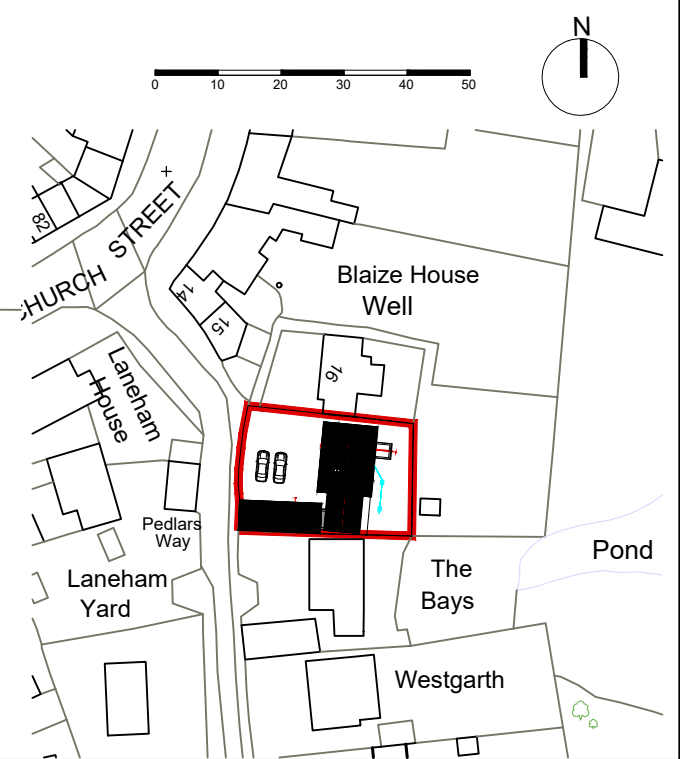 N
0 10 20 30 40 50
82
CHURCH STREET
Blaize House
Well
14
15
16
Laneham
House
Pedlars
Way
Laneham
Yard
The
Bays
Pond
Westgarth